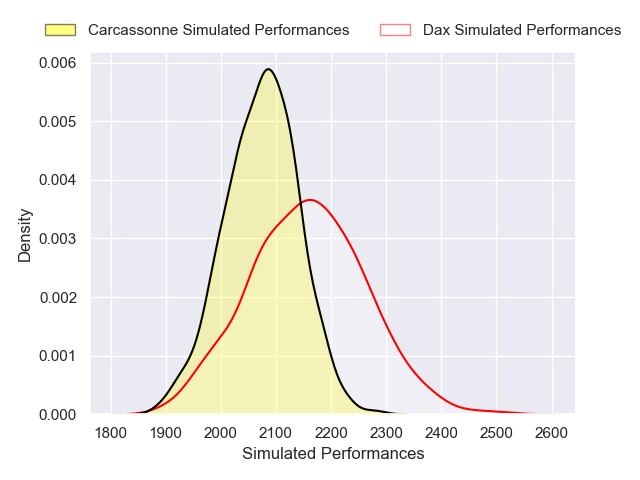 Carcassonne Simulated Performances
Dax Simulated Performances
0.006
0.005
0.004
0.003
0.002
0.001
0.000
Density
1800 1900 2000 2100 2200 2300 2400 2500 2600
Simulated Performances